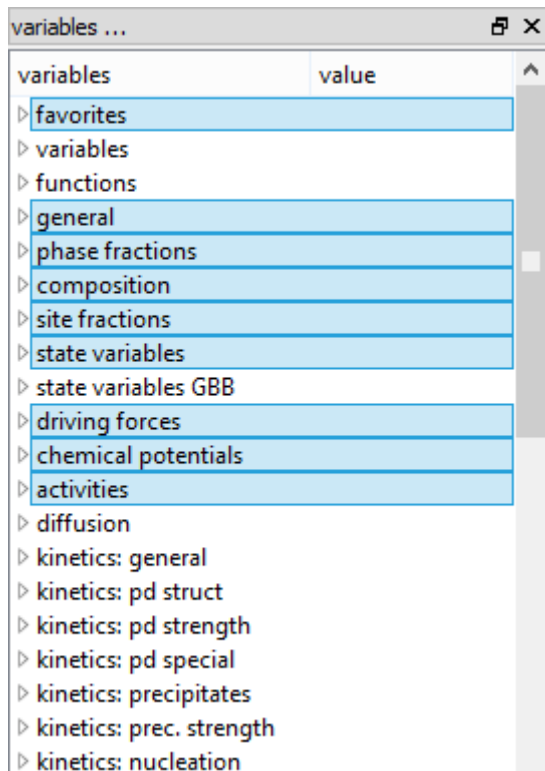 variables ...
variables value
favorites
variables
functions
general
phase fractions
composition
site fractions
state variables
state variables GBB
driving forces
chemical potentials
activities
diffusion
kinetics: general
kinetics: pd struct
kinetics: pd strength
kinetics: pd special
kinetics: precipitates
kinetics: prec. strength
kinetics: nucleation